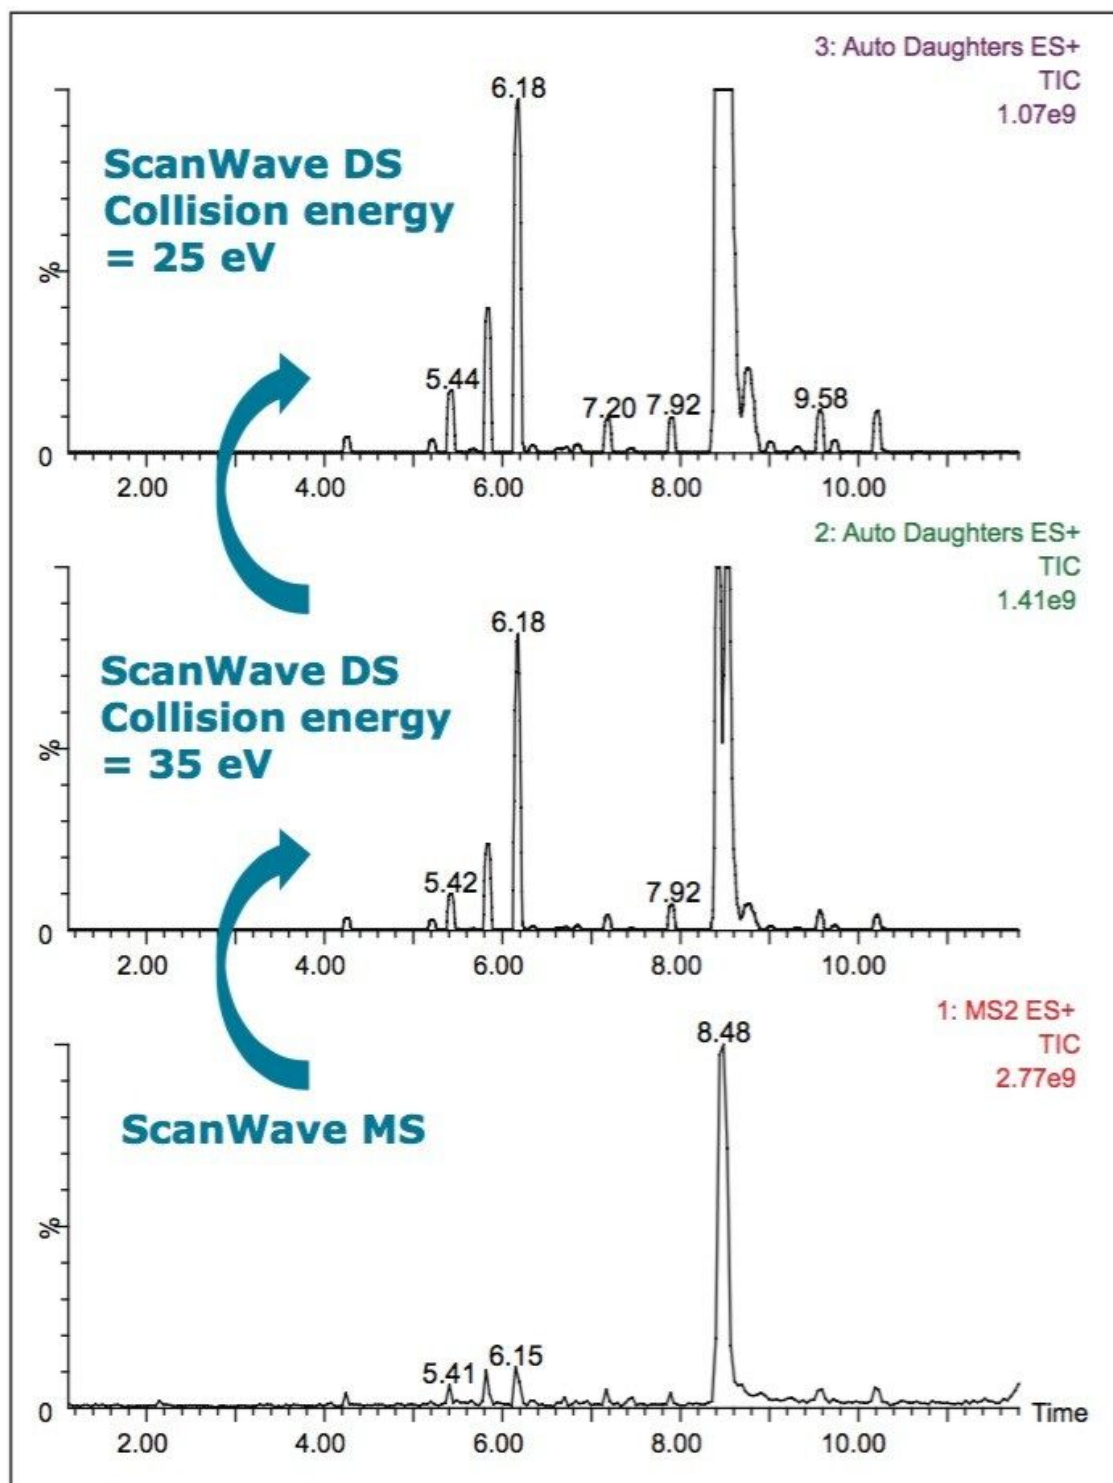 3: Auto Daughters ES+
TIC
1.07e9
6.18
ScanWave DS
Collision energy
= 25 eV
%
5.44
7.20
7.92
9.58
0
2.00
4.00
6.00
8.00
10.00
2: Auto Daughters ES+
TIC
1.41e9
6.18
ScanWave DS
Collision energy
= 35 eV
%
5.42
7.92
0
2.00
4.00
6.00
8.00
10.00
1: MS2 ES+
TIC
2.77e9
8.48
ScanWave MS
%
5.41
6.15
0
Time
2.00
4.00
6.00
8.00
10.00